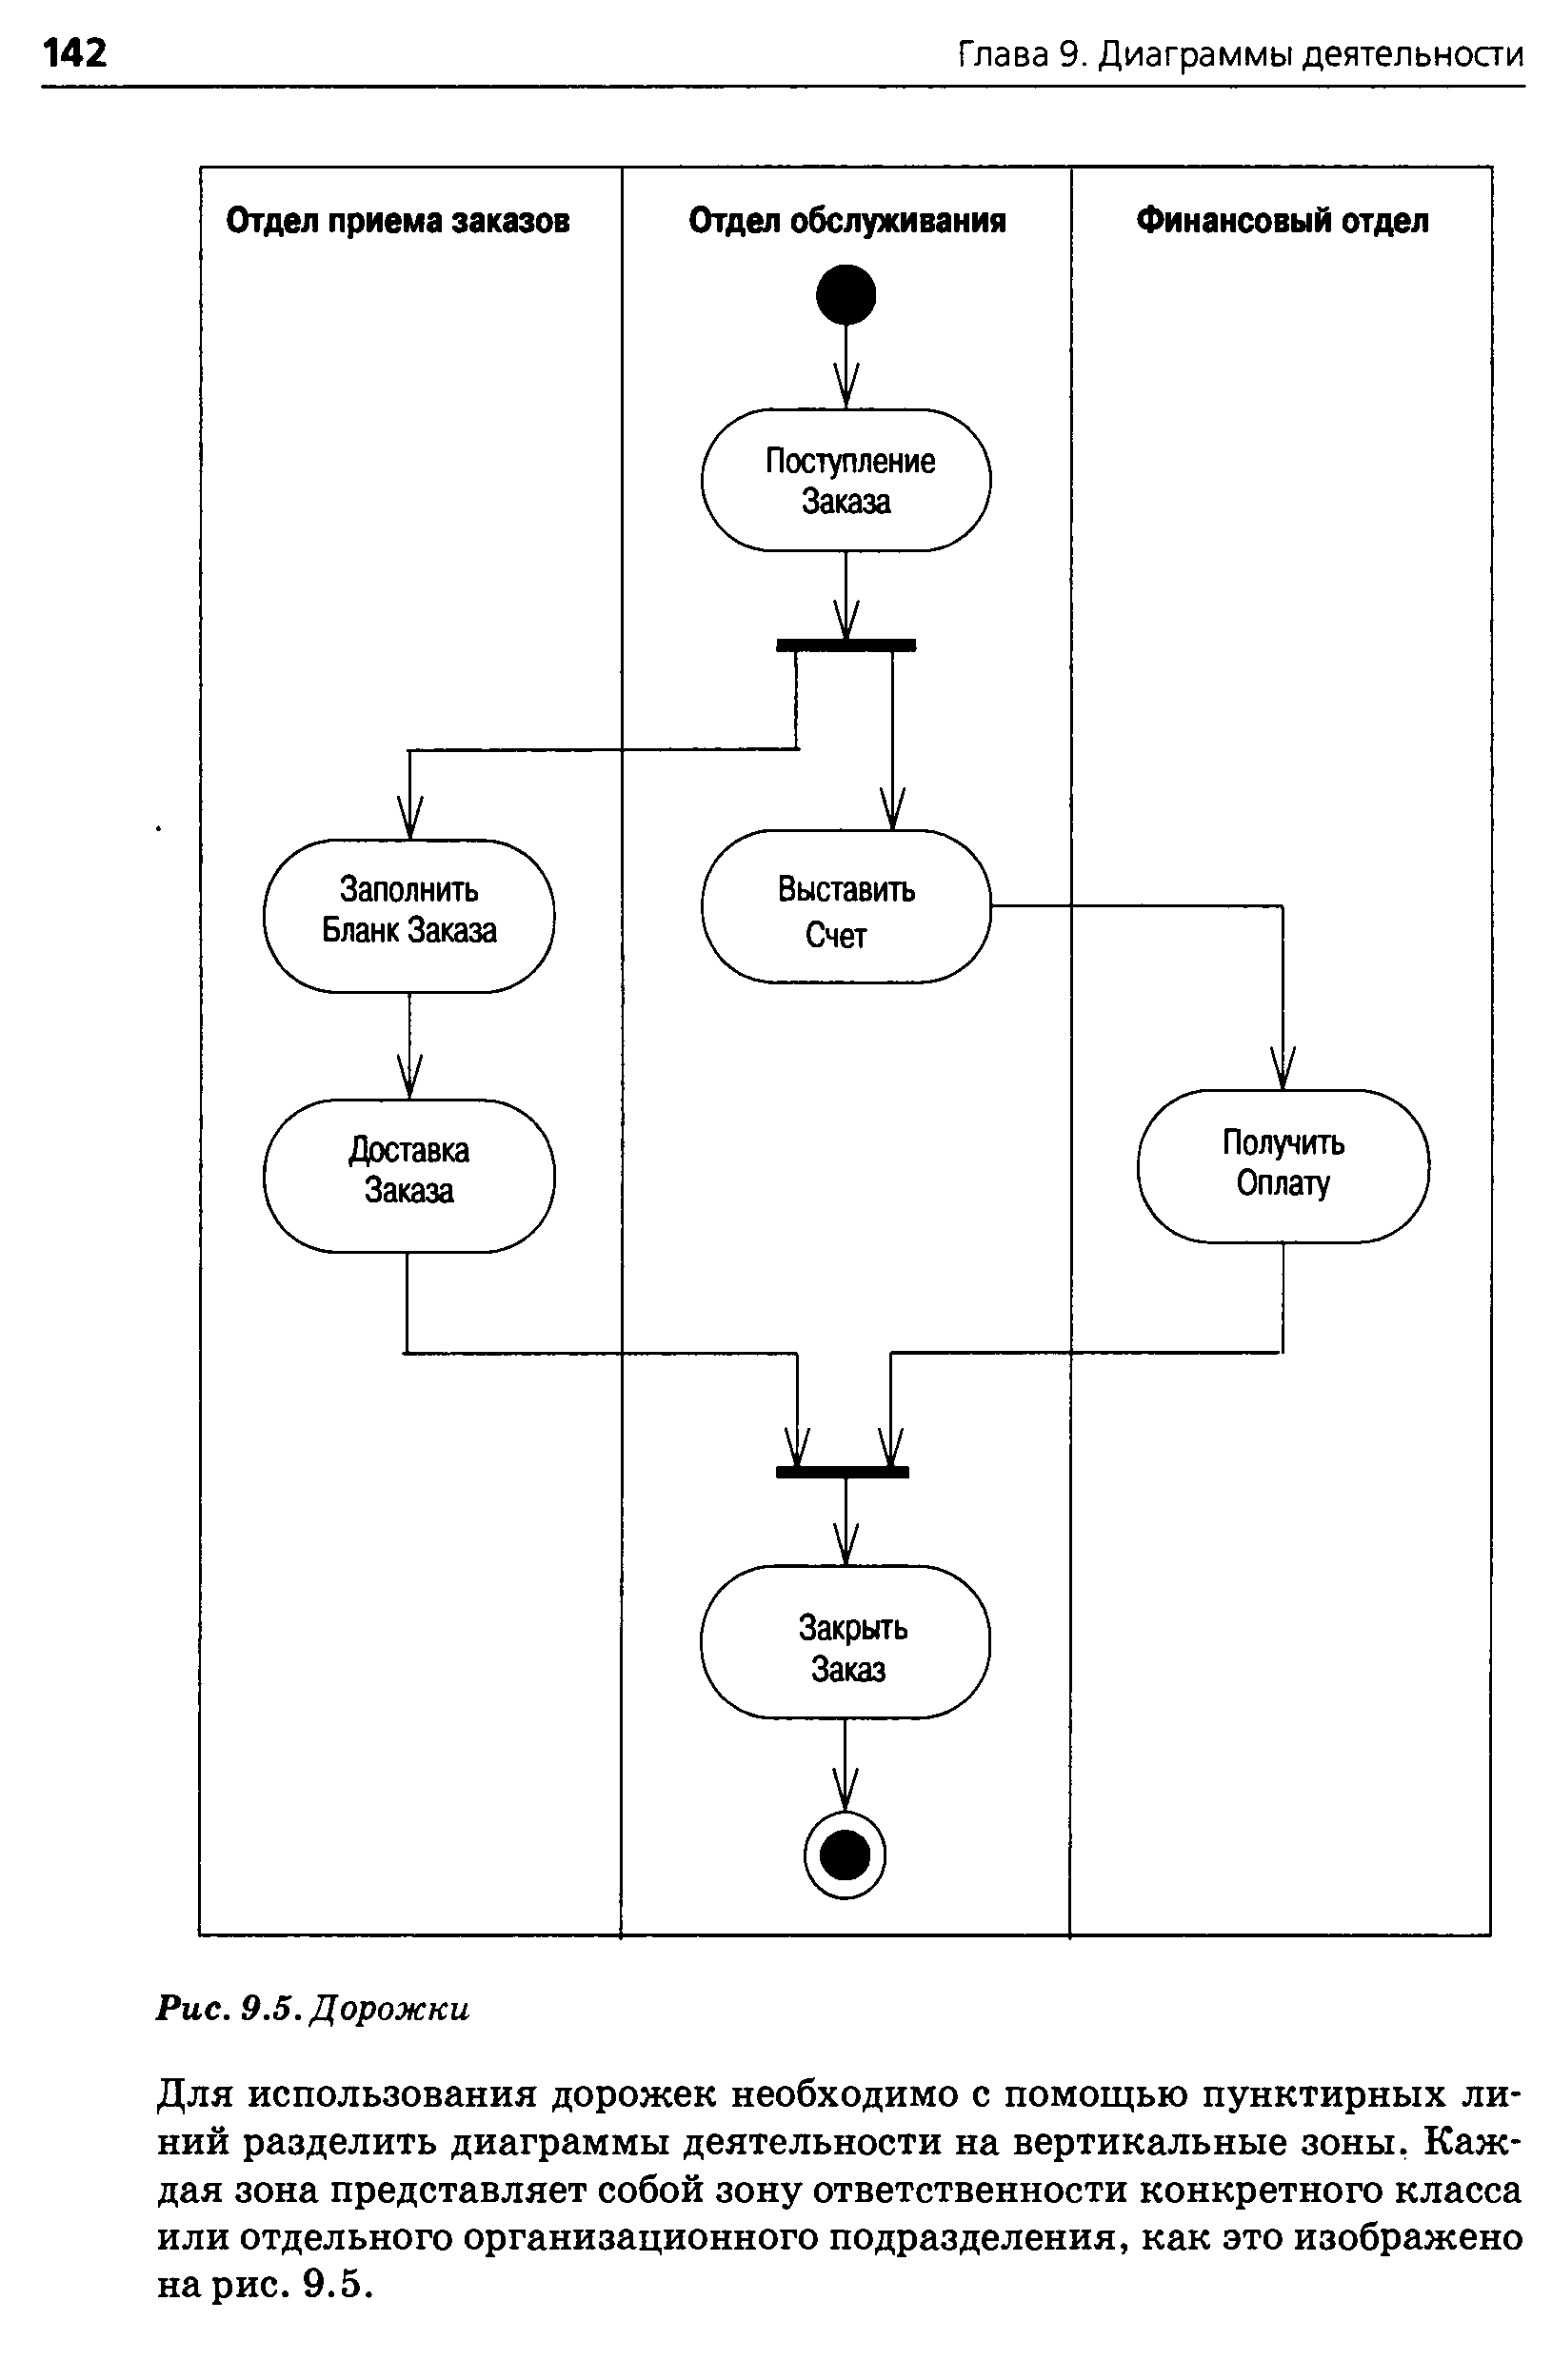 142
Глава 9. Диаграммы деятельности
Отдел приема заказов
Отдел обслуживания
Финансовый отдел
Поступление
Заказа
Заполнить
Бланк Заказа
Выставить
Счет
Доставка
Заказа
Получить
Оплату
Закрыть
Заказ
Рис. 9.5. Дорожки
Для использования дорожек необходимо с помощью пунктирных ли-
ний разделить диаграммы деятельности на вертикальные зоны. Каж-
дая зона представляет собой зону ответственности конкретного класса
или отдельного организационного подразделения, как это изображено
на рис. 9.5.